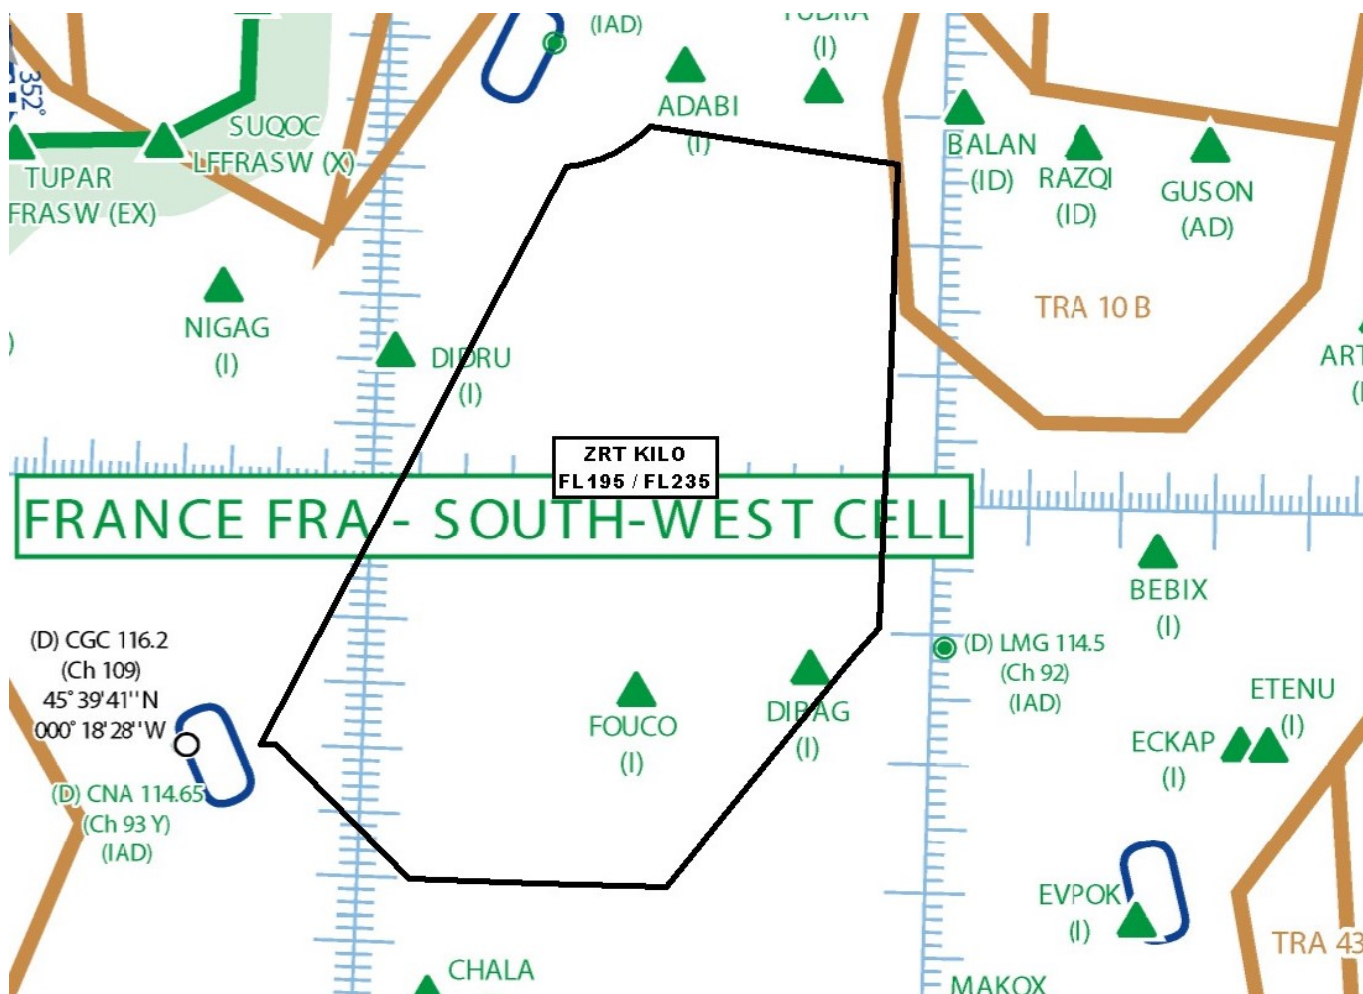 (IAD)
(I)
ADABI
(I)
352°
SUQOC
LFFRASW (X)
TUPAR
FRASW (EX)
BALAN
(ID)
RAZQI
(ID)
GUSON
(AD)
TRA 10 B
NIGAG
(I)
DIDRU
(I)
ZRT KILO
FL195 / FL235
FRANCE FRA - SOUTH-WEST CELL
BEBIX
(I)
(D) CGC 116.2
(Ch 109)
45° 39'41''N
000° 18'28''W
(D) CNA 114.65
(Ch 93 Y)
(IAD)
FOUCO
(I)
DIBAG
(I)
(D) LMG 114.5
(Ch 92)
(IAD)
ETENU
(I)
ECKAP
(I)
EVPOK
(I)
TRA 43
CHALA
MAKOX